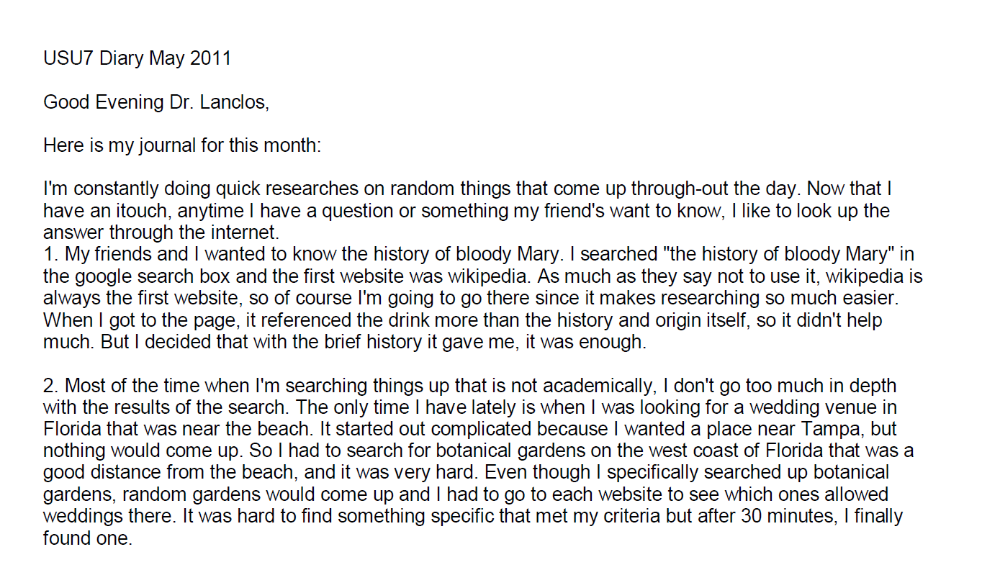 USU7 Diary May 2011
Good Evening Dr. Lanclos,
Here is my journal for this month:
I'm constantly doing quick researches on random things that come up through-out the day. Now that I
have an itouch, anytime I have a question or something my friend's want to know, I like to look up the
answer through the internet.
1. My friends and I wanted to know the history of bloody Mary. I searched "the history of bloody Mary" in
the google search box and the first website was wikipedia. As much as they say not to use it, wikipedia is
always the first website, so of course I'm going to go there since it makes researching so much easier.
When I got to the page, it referenced the drink more than the history and origin itself, so it didn't help
much. But I decided that with the brief history it gave me, it was enough.
2. Most of the time when I'm searching things up that is not academically, I don't go too much in depth
with the results of the search. The only time I have lately is when I was looking for a wedding venue in
Florida that was near the beach. It started out complicated because I wanted a place near Tampa, but
nothing would come up. So I had to search for botanical gardens on the west coast of Florida that was a
good distance from the beach, and it was very hard. Even though I specifically searched up botanical
gardens, random gardens would come up and I had to go to each website to see which ones allowed
weddings there. It was hard to find something specific that met my criteria but after 30 minutes, I finally
found one.